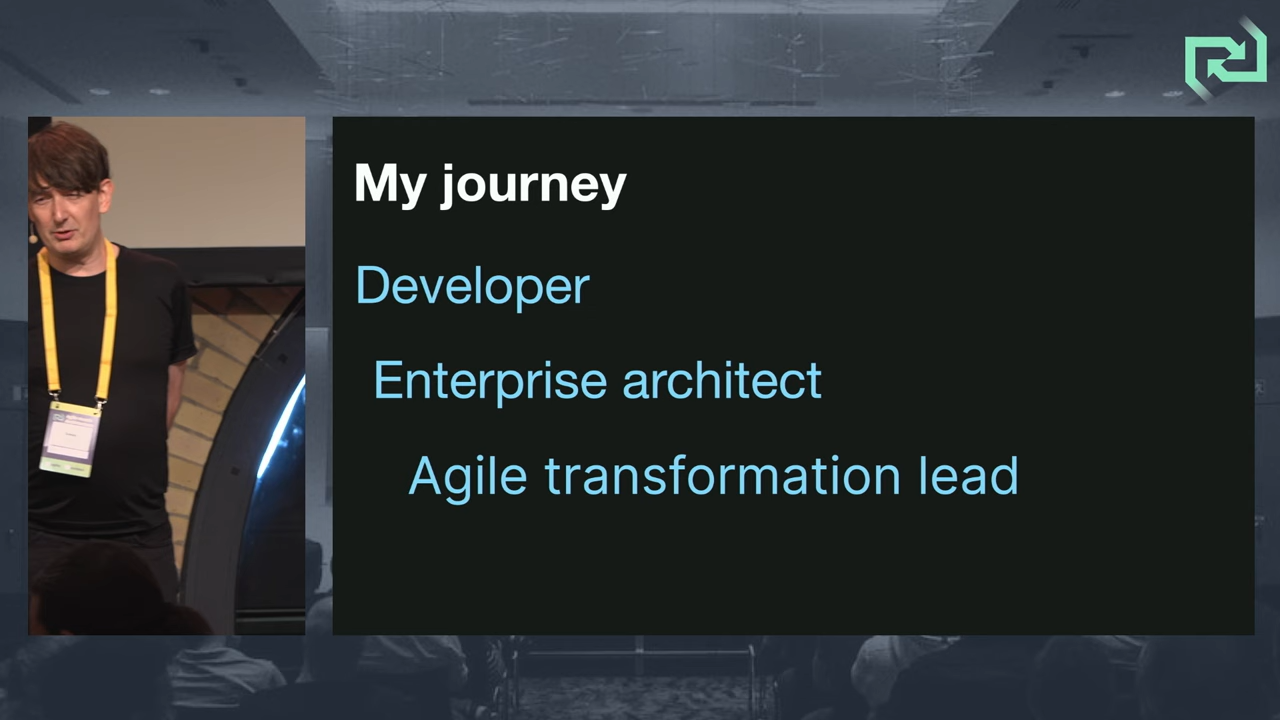 My journey
Developer
Enterprise architect
Agile transformation lead